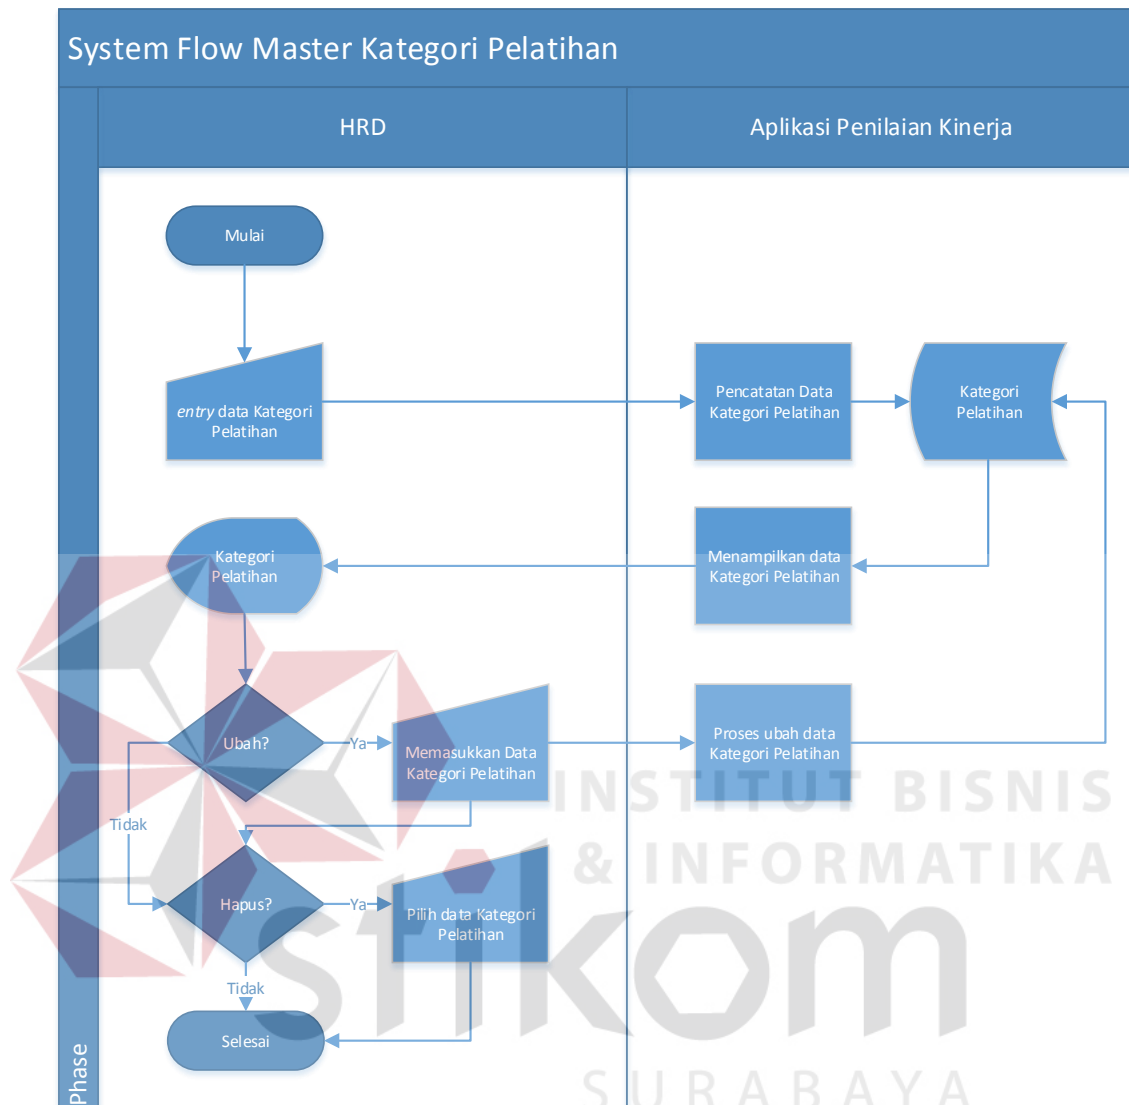 System Flow Master Kategori Pelatihan
HRD
Aplikasi Penilaian Kinerja
Mulai
entry data Kategori
Pelatihan
Pencatatan Data
Kategori Pelatihan
Kategori
Pelatihan
Kategori
Pelatihan
Menampilkan data
Kategori Pelatihan
Ubah?
Ya
Memasukkan Data
Kategori Pelatihan
Proses ubah data
Kategori Pelatihan
Tidak
Hapus?
Ya
Pilih data Kategori
Pelatihan
Tidak
Selesai
Phase
INSTITUT BISNIS
& INFORMATIKA
stikom
SURABAYA